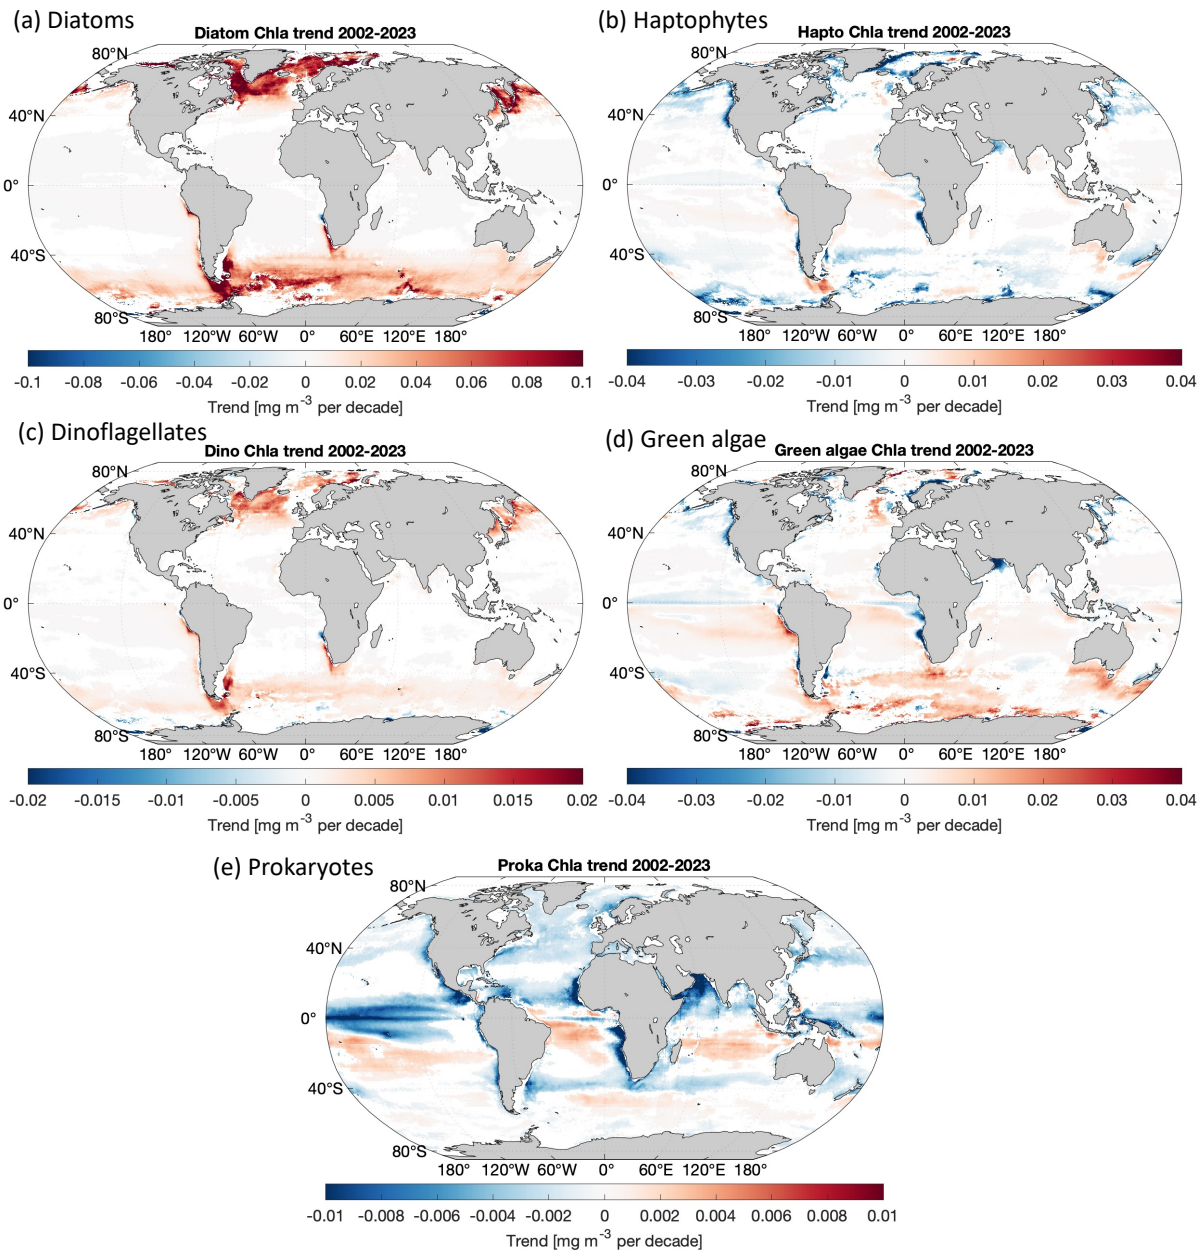 (a) Diatoms
Diatom Chla trend 2002-2023
80°N
40°N
0°
40°S
80°S
180° 120°W 60°W 0° 60°E 120°E 180°
-0.1 -0.08 -0.06 -0.04 -0.02 0 0.02 0.04 0.06 0.08 0.1
Trend [mg m⁻³ per decade]
(b) Haptophytes
Hapto Chla trend 2002-2023
80°N
40°N
0°
40°S
80°S
180° 120°W 60°W 0° 60°E 120°E 180°
-0.04 -0.03 -0.02 -0.01 0 0.01 0.02 0.03 0.04
Trend [mg m⁻³ per decade]
(c) Dinoflagellates
Dino Chla trend 2002-2023
80°N
40°N
0°
40°S
80°S
180° 120°W 60°W 0° 60°E 120°E 180°
-0.02 -0.015 -0.01 -0.005 0 0.005 0.01 0.015 0.02
Trend [mg m⁻³ per decade]
(d) Green algae
Green algae Chla trend 2002-2023
80°N
40°N
0°
40°S
80°S
180° 120°W 60°W 0° 60°E 120°E 180°
-0.04 -0.03 -0.02 -0.01 0 0.01 0.02 0.03 0.04
Trend [mg m⁻³ per decade]
(e) Prokaryotes
Proka Chla trend 2002-2023
80°N
40°N
0°
40°S
80°S
180° 120°W 60°W 0° 60°E 120°E 180°
-0.01 -0.008 -0.006 -0.004 -0.002 0 0.002 0.004 0.006 0.008 0.01
Trend [mg m⁻³ per decade]